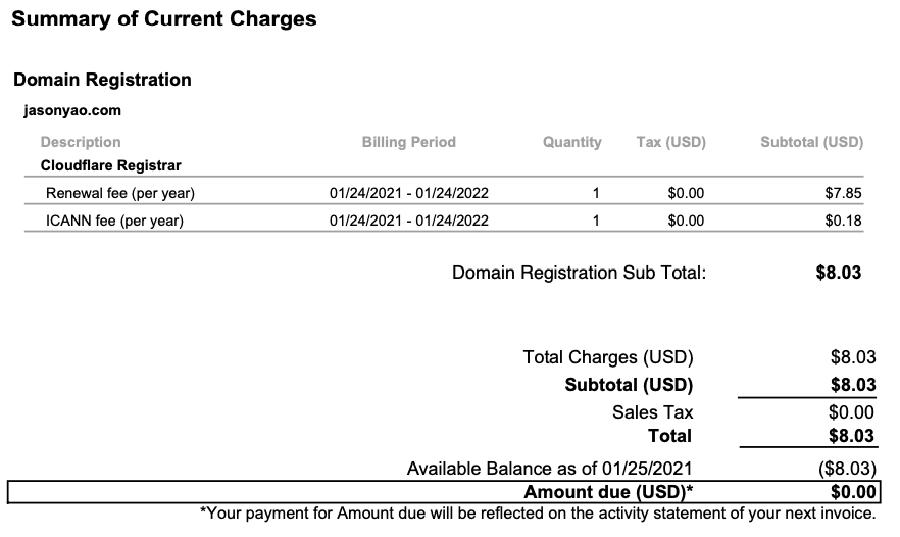 Summary of Current Charges
Domain Registration
jasonyao.com
Description Billing Period Quantity Tax (USD) Subtotal (USD)
Cloudflare Registrar
Renewal fee (per year) 01/24/2021 - 01/24/2022 1 $0.00 $7.85
ICANN fee (per year) 01/24/2021 - 01/24/2022 1 $0.00 $0.18
Domain Registration Sub Total: $8.03
Total Charges (USD) $8.03
Subtotal (USD) $8.03
Sales Tax $0.00
Total $8.03
Available Balance as of 01/25/2021 ($8.03)
Amount due (USD)* $0.00
*Your payment for Amount due will be reflected on the activity statement of your next invoice.